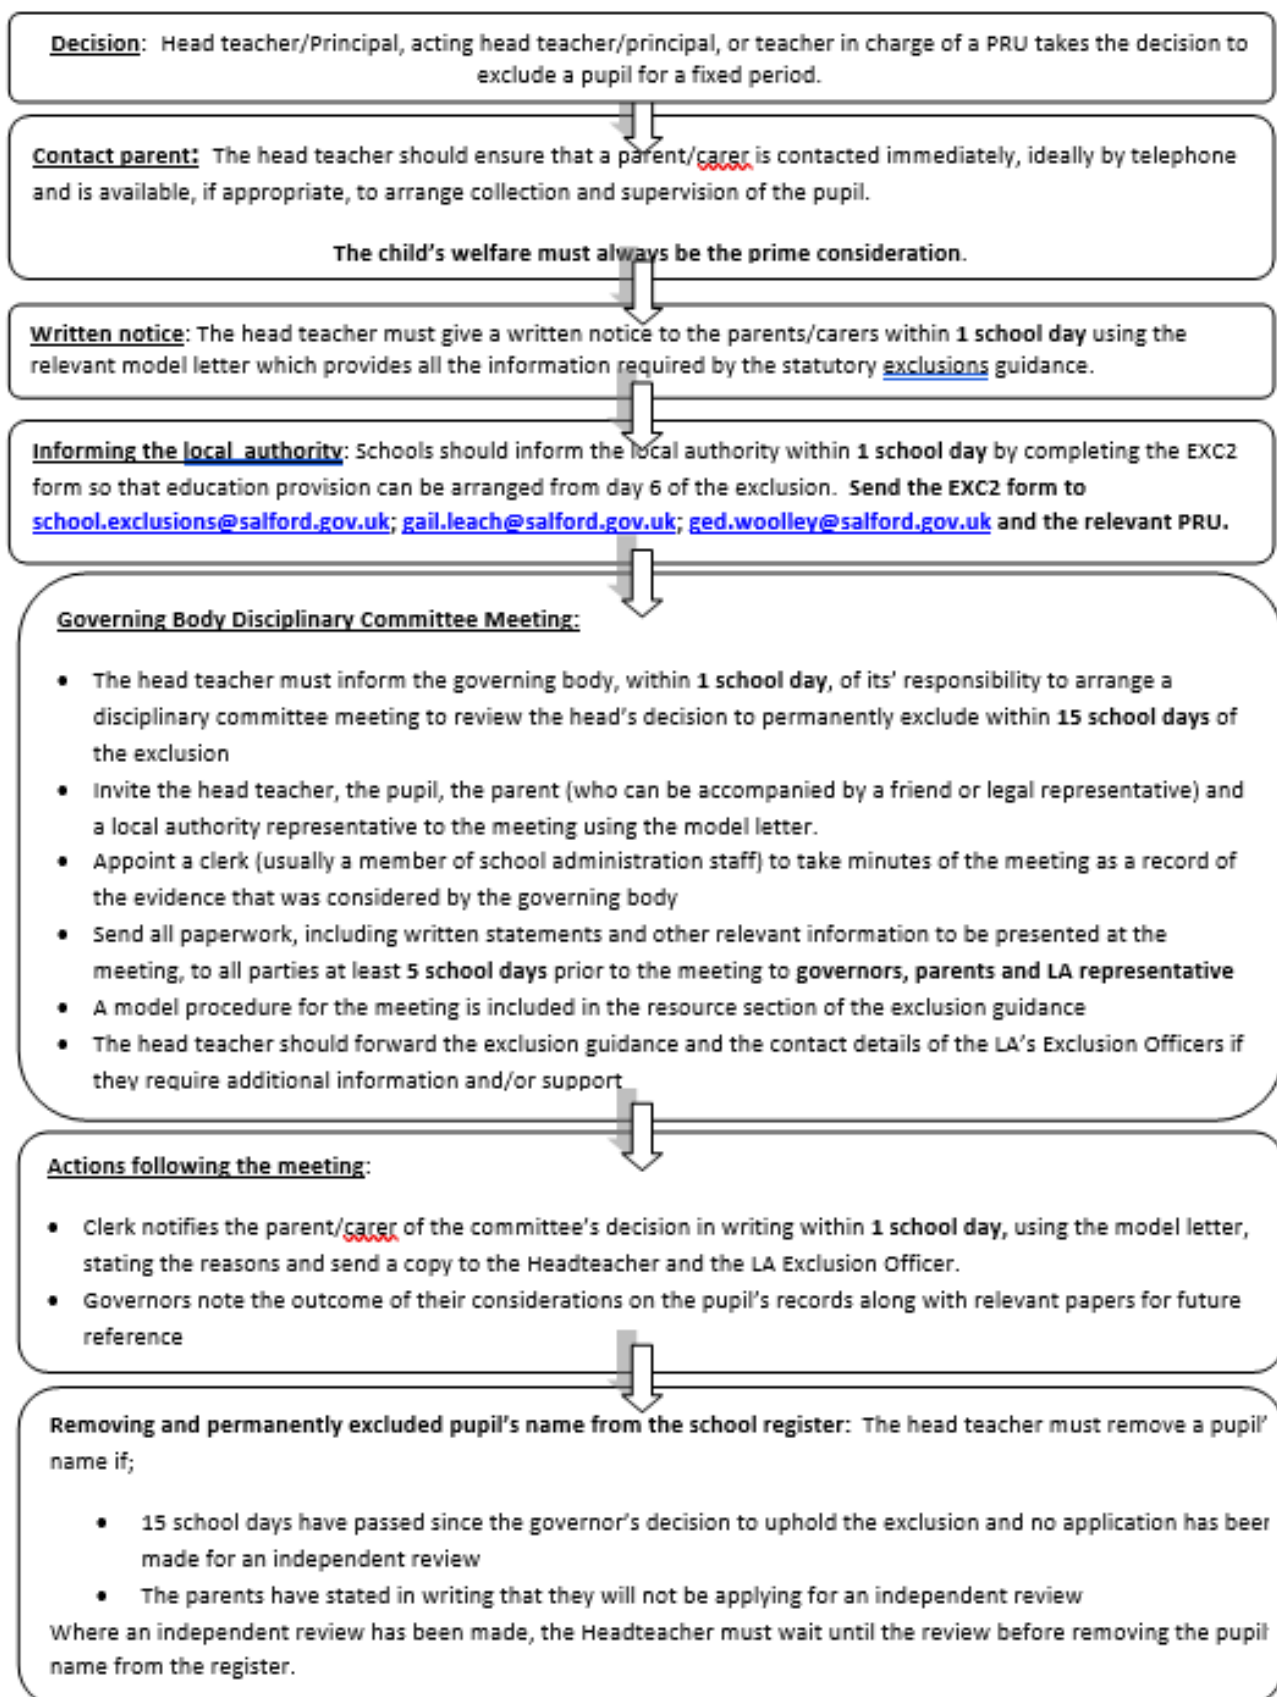 Decision: Head teacher/Principal, acting head teacher/principal, or teacher in charge of a PRU takes the decision to
exclude a pupil for a fixed period.
Contact parent: The head teacher should ensure that a parent/carer is contacted immediately, ideally by telephone
and is available, if appropriate, to arrange collection and supervision of the pupil.
The child's welfare must always be the prime consideration.
Written notice: The head teacher must give a written notice to the parents/carers within 1 school day using the
relevant model letter which provides all the information required by the statutory exclusions guidance.
Informing the local authority: Schools should inform the local authority within 1 school day by completing the EXC2
form so that education provision can be arranged from day 6 of the exclusion. Send the EXC2 form to
school.exclusions@salford.gov.uk; gail.leach@salford.gov.uk; ged.woolley@salford.gov.uk and the relevant PRU.
Governing Body Disciplinary Committee Meeting:
• The head teacher must inform the governing body, within 1 school day, of its' responsibility to arrange a
disciplinary committee meeting to review the head's decision to permanently exclude within 15 school days of
the exclusion
• Invite the head teacher, the pupil, the parent (who can be accompanied by a friend or legal representative) and
a local authority representative to the meeting using the model letter.
• Appoint a clerk (usually a member of school administration staff) to take minutes of the meeting as a record of
the evidence that was considered by the governing body
• Send all paperwork, including written statements and other relevant information to be presented at the
meeting, to all parties at least 5 school days prior to the meeting to governors, parents and LA representative
• A model procedure for the meeting is included in the resource section of the exclusion guidance
• The head teacher should forward the exclusion guidance and the contact details of the LA's Exclusion Officers if
they require additional information and/or support
Actions following the meeting:
• Clerk notifies the parent/carer of the committee's decision in writing within 1 school day, using the model letter,
stating the reasons and send a copy to the Headteacher and the LA Exclusion Officer.
• Governors note the outcome of their considerations on the pupil's records along with relevant papers for future
reference
Removing and permanently excluded pupil's name from the school register: The head teacher must remove a pupil'
name if;
• 15 school days have passed since the governor's decision to uphold the exclusion and no application has been
made for an independent review
• The parents have stated in writing that they will not be applying for an independent review
Where an independent review has been made, the Headteacher must wait until the review before removing the pupil
name from the register.